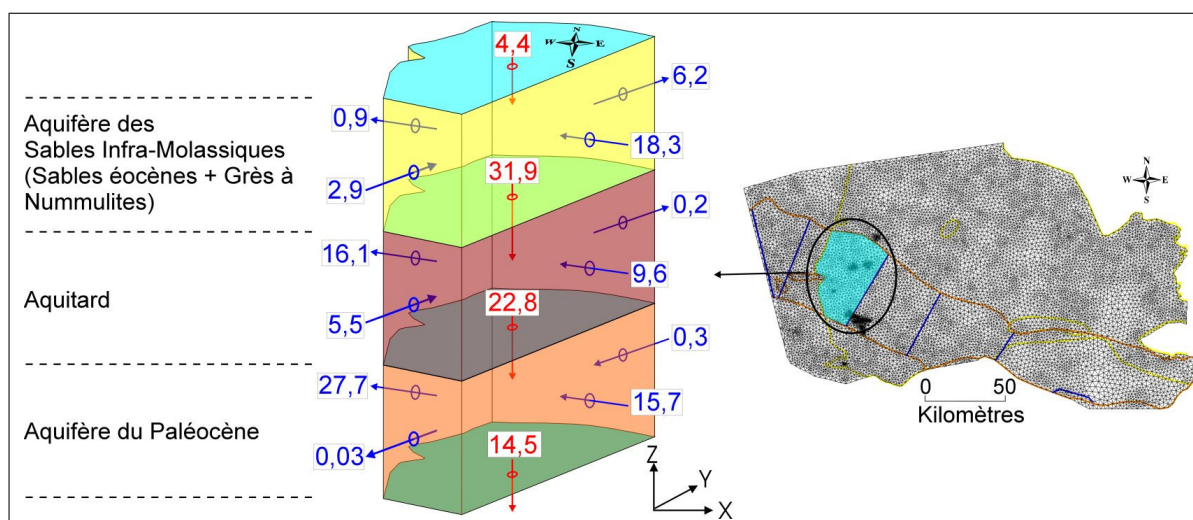 Aquifère des
Sables Infra-Molassiques
(Sables éocènes + Grès à
Nummulites)
Aquitard
Aquifère du Paléocène
4,4
N
W E
S
6,2
0,9
18,3
2,9
31,9
0,2
16,1
9,6
5,5
22,8
0,3
27,7
15,7
0,03
14,5
Z
Y
X
N
W E
S
0 50
Kilomètres